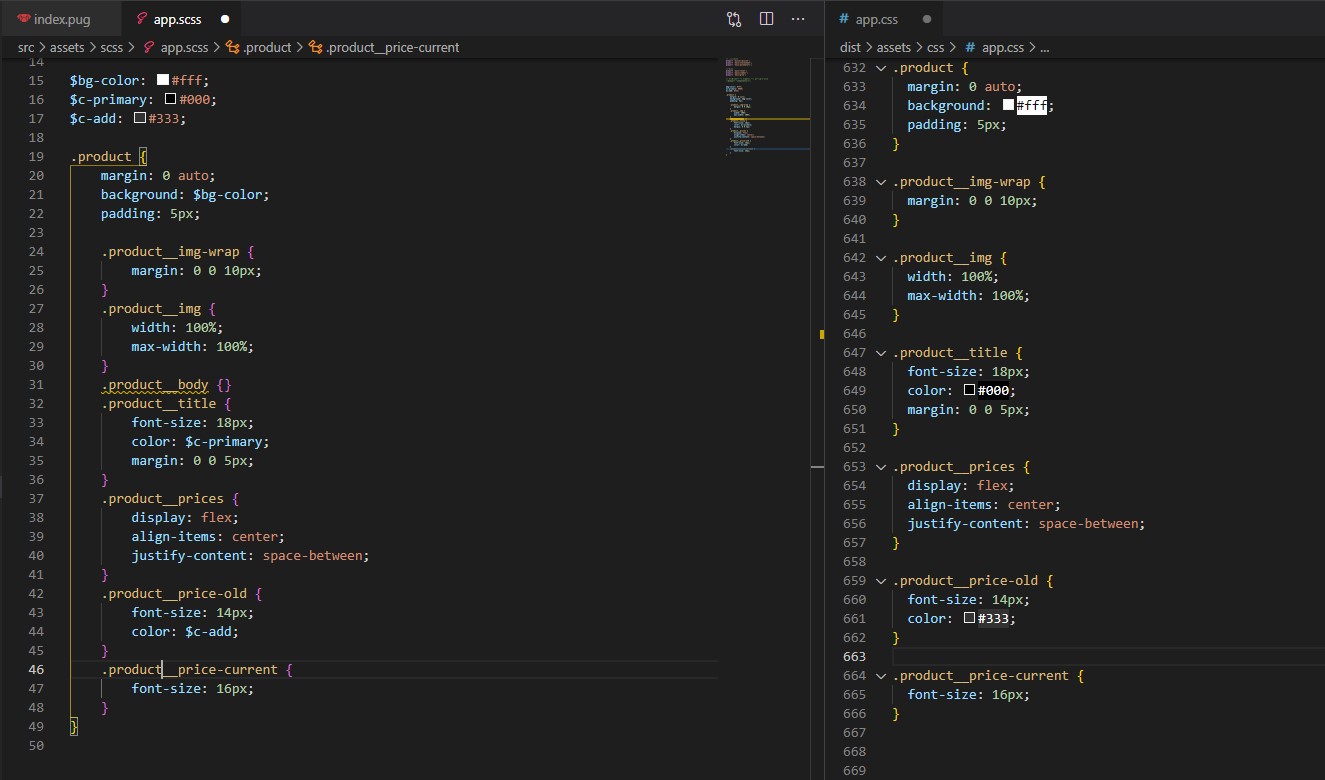 index.pug
app.scss
src > assets > scss > app.scss > .product > .product__price-current
14
15 $bg-color: #fff;
16 $c-primary: #000;
17 $c-add: #333;
18
19 .product {
20 margin: 0 auto;
21 background: $bg-color;
22 padding: 5px;
23
24 .product__img-wrap {
25 margin: 0 0 10px;
26 }
27 .product__img {
28 width: 100%;
29 max-width: 100%;
30 }
31 .product__body {}
32 .product__title {
33 font-size: 18px;
34 color: $c-primary;
35 margin: 0 0 5px;
36 }
37 .product__prices {
38 display: flex;
39 align-items: center;
40 justify-content: space-between;
41 }
42 .product__price-old {
43 font-size: 14px;
44 color: $c-add;
45 }
46 .product__price-current {
47 font-size: 16px;
48 }
49 }
50
# app.css
dist > assets > css > # app.css > ...
632 .product {
633 margin: 0 auto;
634 background: #fff;
635 padding: 5px;
636 }
637
638 .product__img-wrap {
639 margin: 0 0 10px;
640 }
641
642 .product__img {
643 width: 100%;
644 max-width: 100%;
645 }
646
647 .product__title {
648 font-size: 18px;
649 color: #000;
650 margin: 0 0 5px;
651 }
652
653 .product__prices {
654 display: flex;
655 align-items: center;
656 justify-content: space-between;
657 }
658
659 .product__price-old {
660 font-size: 14px;
661 color: #333;
662 }
663
664 .product__price-current {
665 font-size: 16px;
666 }
667
668
669